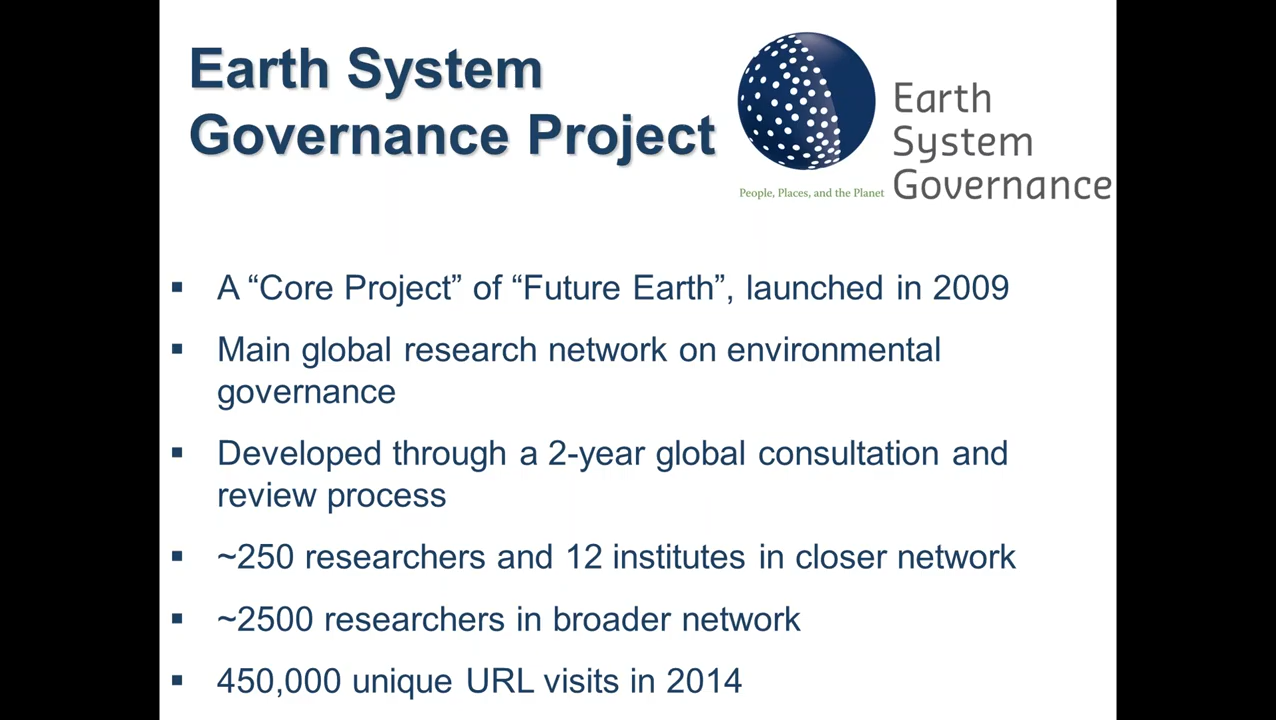 Earth System
Governance Project
Earth
System
Governance
People, Places, and the Planet
▪ A “Core Project” of “Future Earth”, launched in 2009
▪ Main global research network on environmental
governance
▪ Developed through a 2-year global consultation and
review process
▪ ~250 researchers and 12 institutes in closer network
▪ ~2500 researchers in broader network
▪ 450,000 unique URL visits in 2014